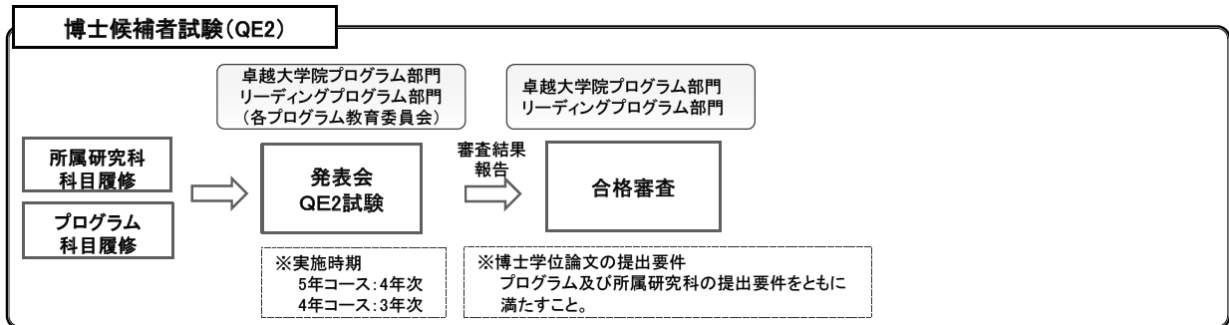 博士候補者試験(QE2)
卓越大学院プログラム部門
リーディングプログラム部門
(各プログラム教育委員会)
卓越大学院プログラム部門
リーディングプログラム部門
所属研究科
科目履修
プログラム
科目履修
発表会
QE2試験
審査結果
報告
合格審査
※実施時期
5年コース:4年次
4年コース:3年次
※博士学位論文の提出要件
プログラム及び所属研究科の提出要件をともに
満たすこと。